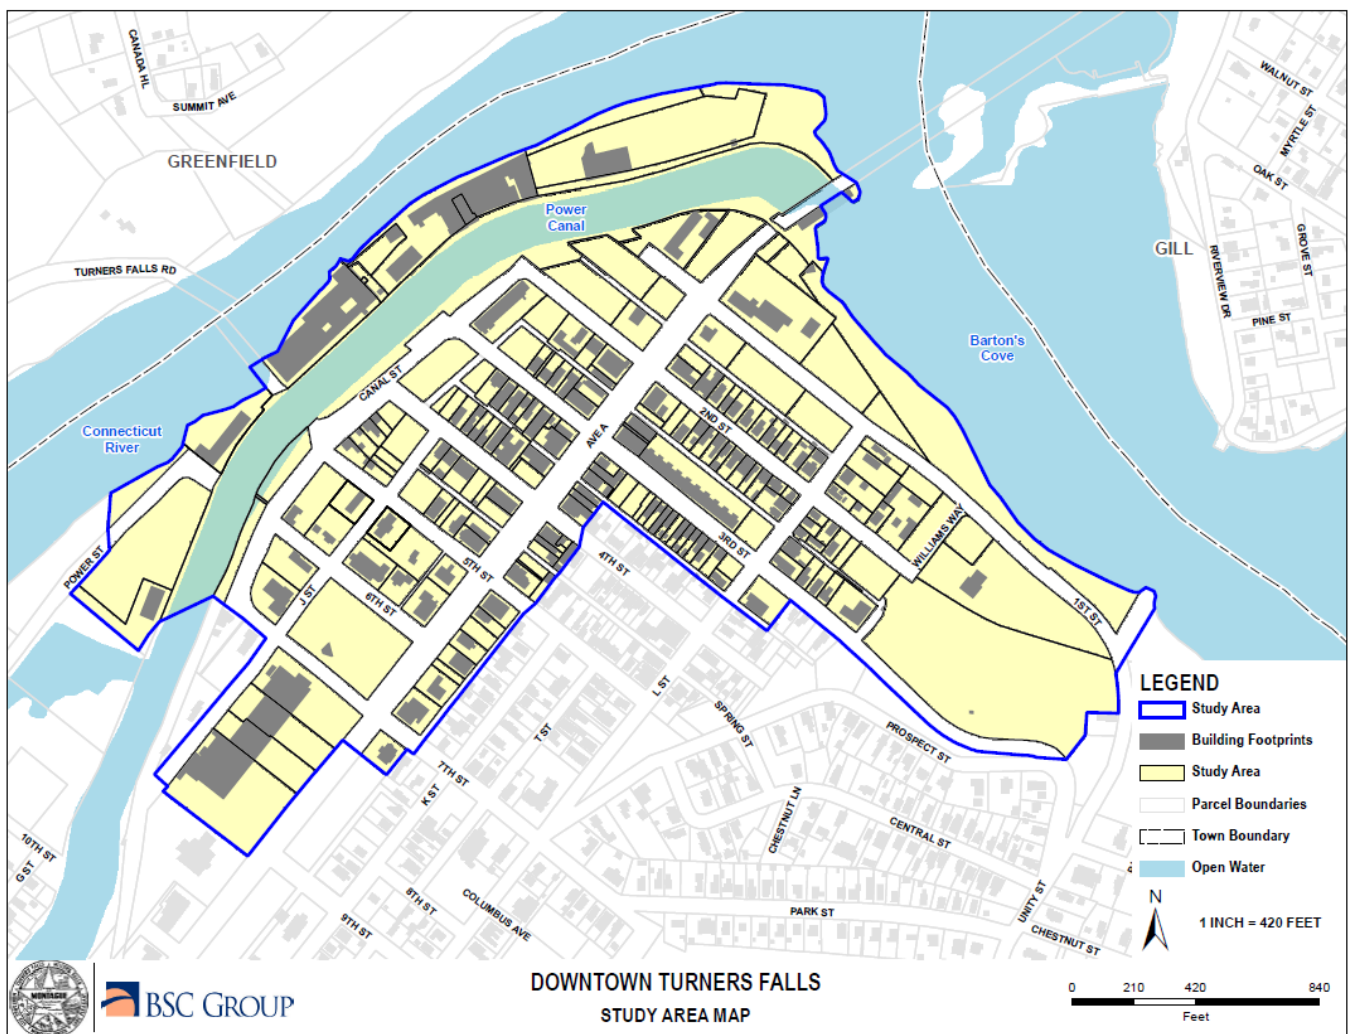 CANADA HL
SUMMIT AVE
GREENFIELD
TURNERS FALLS RD
WALNUT ST
MYRTLE ST
OAK ST
GROVE ST
RIVERVIEW DR
PINE ST
GILL
Power
Canal
Barton's
Cove
Connecticut
River
CANAL ST
AVE A
2ND ST
3RD ST
4TH ST
5TH ST
6TH ST
J ST
POWER ST
WILLIAMS WAY
1ST ST
L ST
T ST
SPRING ST
PROSPECT ST
7TH ST
K ST
CHESTNUT LN
CENTRAL ST
10TH ST
G ST
8TH ST
9TH ST
COLUMBUS AVE
PARK ST
UNITY ST
CHESTNUT ST
LEGEND
Study Area
Building Footprints
Study Area
Parcel Boundaries
Town Boundary
Open Water
N
1 INCH = 420 FEET
MONTAGUE
BSC GROUP
DOWNTOWN TURNERS FALLS
STUDY AREA MAP
0 210 420 840
Feet